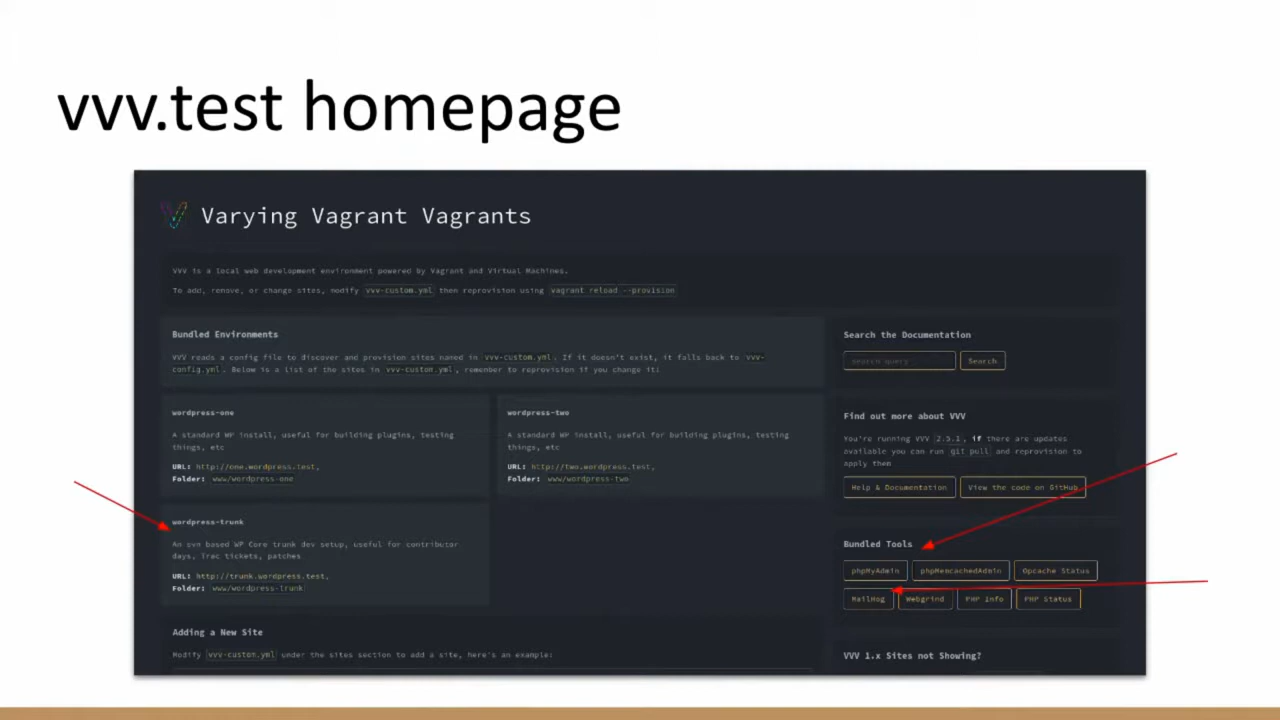 vvv.test homepage
Varying Vagrant Vagrants
VVV is a local web development environment powered by Vagrant and Virtual Machines.
To add, remove, or change sites, modify vvv-custom.yml then reprovision using vagrant reload --provision
Bundled Environments
VVV reads a config file to discover and provision sites named in vvv-custom.yml. If it doesn't exist, it falls back to vvv-
config.yml. Below is a list of the sites in vvv-custom.yml, remember to reprovision if you change it!
wordpress-one
A standard WP install, useful for building plugins, testing
things, etc
URL: http://one.wordpress.test,
Folder: www/wordpress-one
wordpress-two
A standard WP install, useful for building plugins, testing
things, etc
URL: http://two.wordpress.test,
Folder: www/wordpress-two
wordpress-trunk
An svn based WP Core trunk dev setup, useful for contributor
days, Trac tickets, patches
URL: http://trunk.wordpress.test,
Folder: www/wordpress-trunk
Adding a New Site
Modify vvv-custom.yml under the sites section to add a site, here's an example:
Search the Documentation
search query
Search
Find out more about VVV
You're running VVV 2.5.1, if there are updates
available you can run git pull and reprovision to
apply them
Help & Documentation
View the code on GitHub
Bundled Tools
phpMyAdmin
phpMemcachedAdmin
Opcache Status
MailHog
Webgrind
PHP Info
PHP Status
VVV 1.x Sites not Showing?